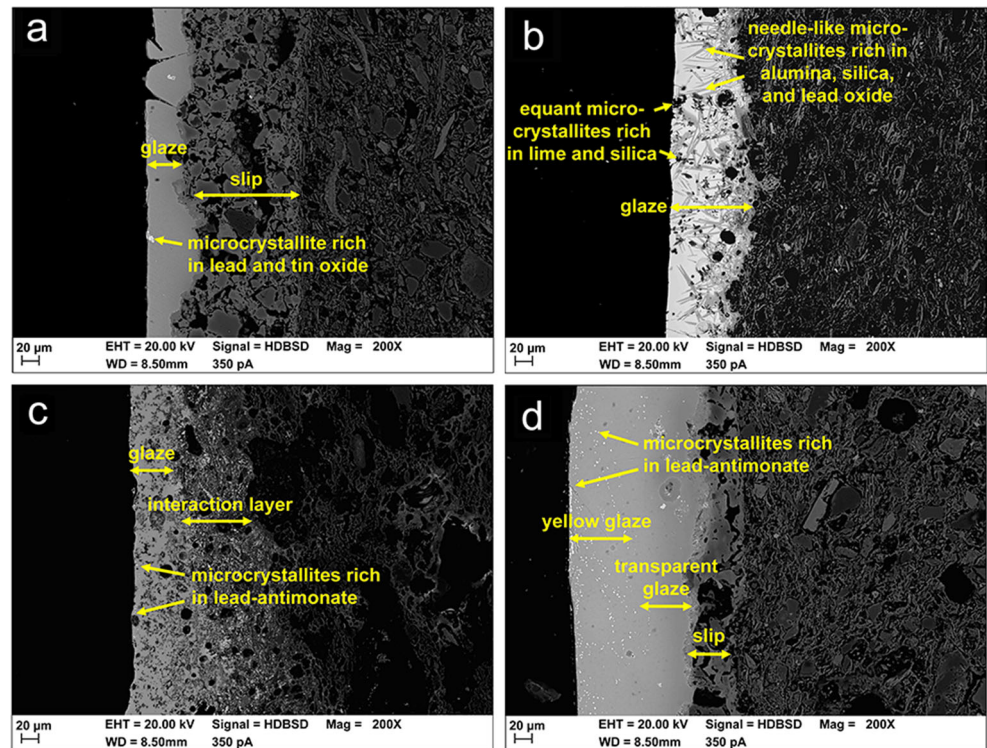 a
glaze
slip
microcrystallite rich
in lead and tin oxide
20 µm
EHT = 20.00 kV Signal = HDBSD Mag = 200X
WD = 8.50mm 350 pA
b
needle-like micro-
crystallites rich in
alumina, silica,
and lead oxide
equant micro-
crystallites rich
in lime and silica
glaze
20 µm
EHT = 20.00 kV Signal = HDBSD Mag = 200X
WD = 8.50mm 350 pA
c
glaze
interaction layer
microcrystallites rich
in lead-antimonate
20 µm
EHT = 20.00 kV Signal = HDBSD Mag = 200X
WD = 8.50mm 350 pA
d
microcrystallites rich
in lead-antimonate
yellow glaze
transparent
glaze
slip
20 µm
EHT = 20.00 kV Signal = HDBSD Mag = 200X
WD = 8.50mm 350 pA